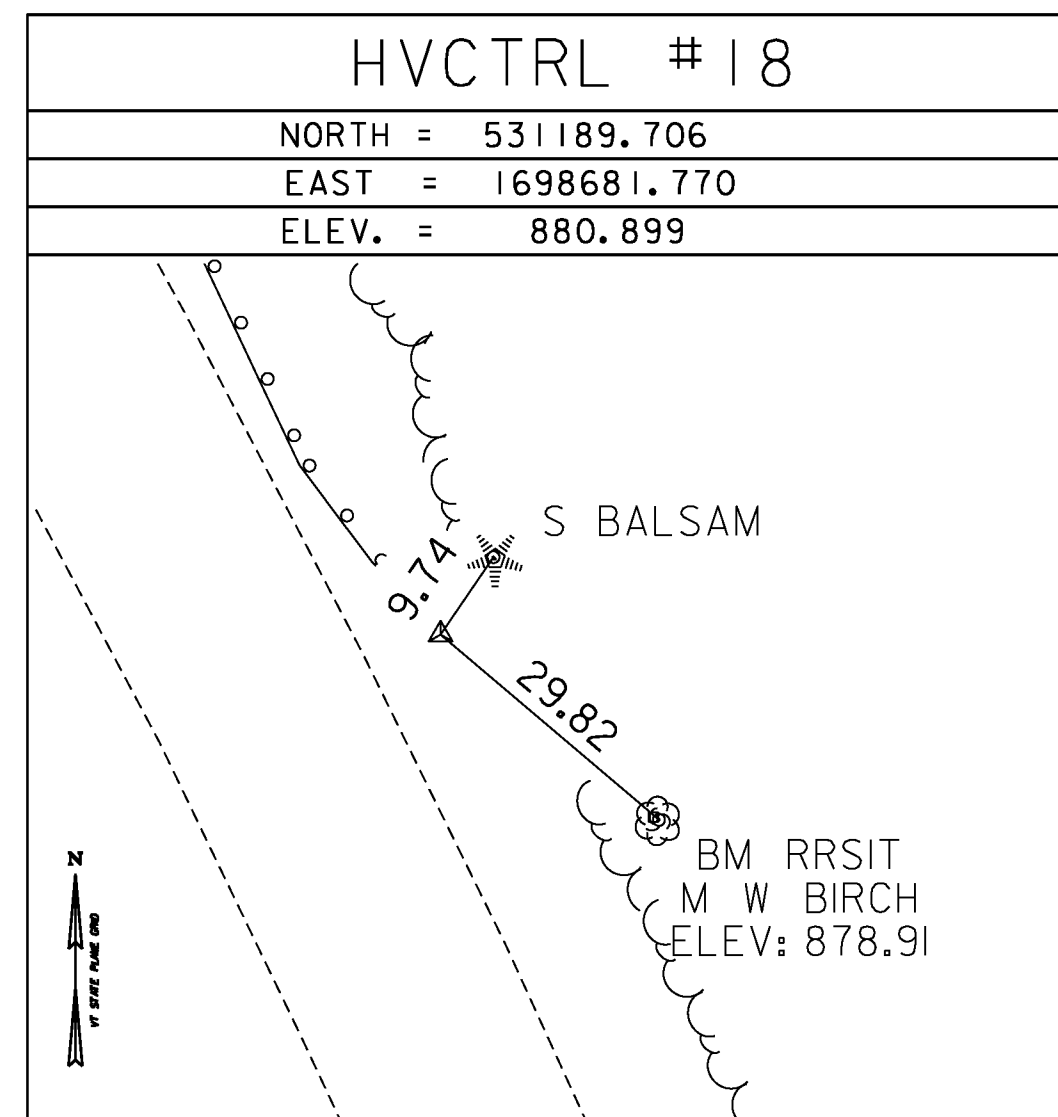 HVCTRL #18
NORTH = 531189.706
EAST = 1698681.770
ELEV. = 880.899
S BALSAM
9.74
29.82
BM RRSIT
M W BIRCH
ELEV: 878.91
N
VT STATE PLANE GRID